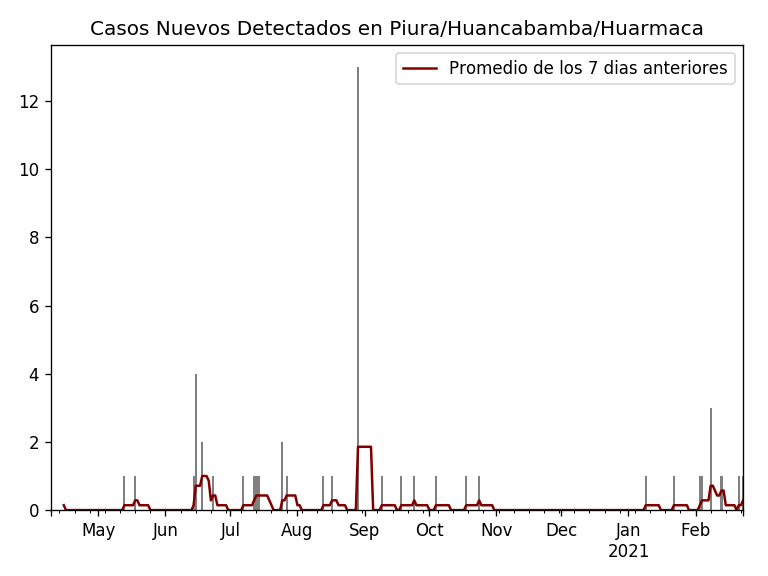 Casos Nuevos Detectados en Piura/Huancabamba/Huarmaca
Promedio de los 7 dias anteriores
12
10
8
6
4
2
0
May Jun Jul Aug Sep Oct Nov Dec Jan Feb
2021